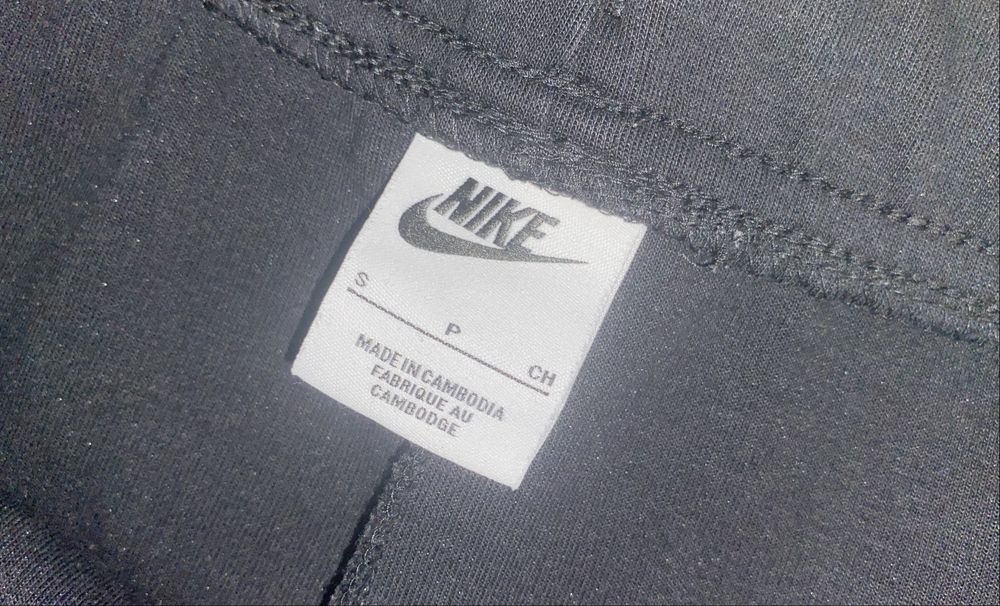 NIKE
S P CH
MADE IN CAMBODIA
FABRIQUE AU
CAMBODGE